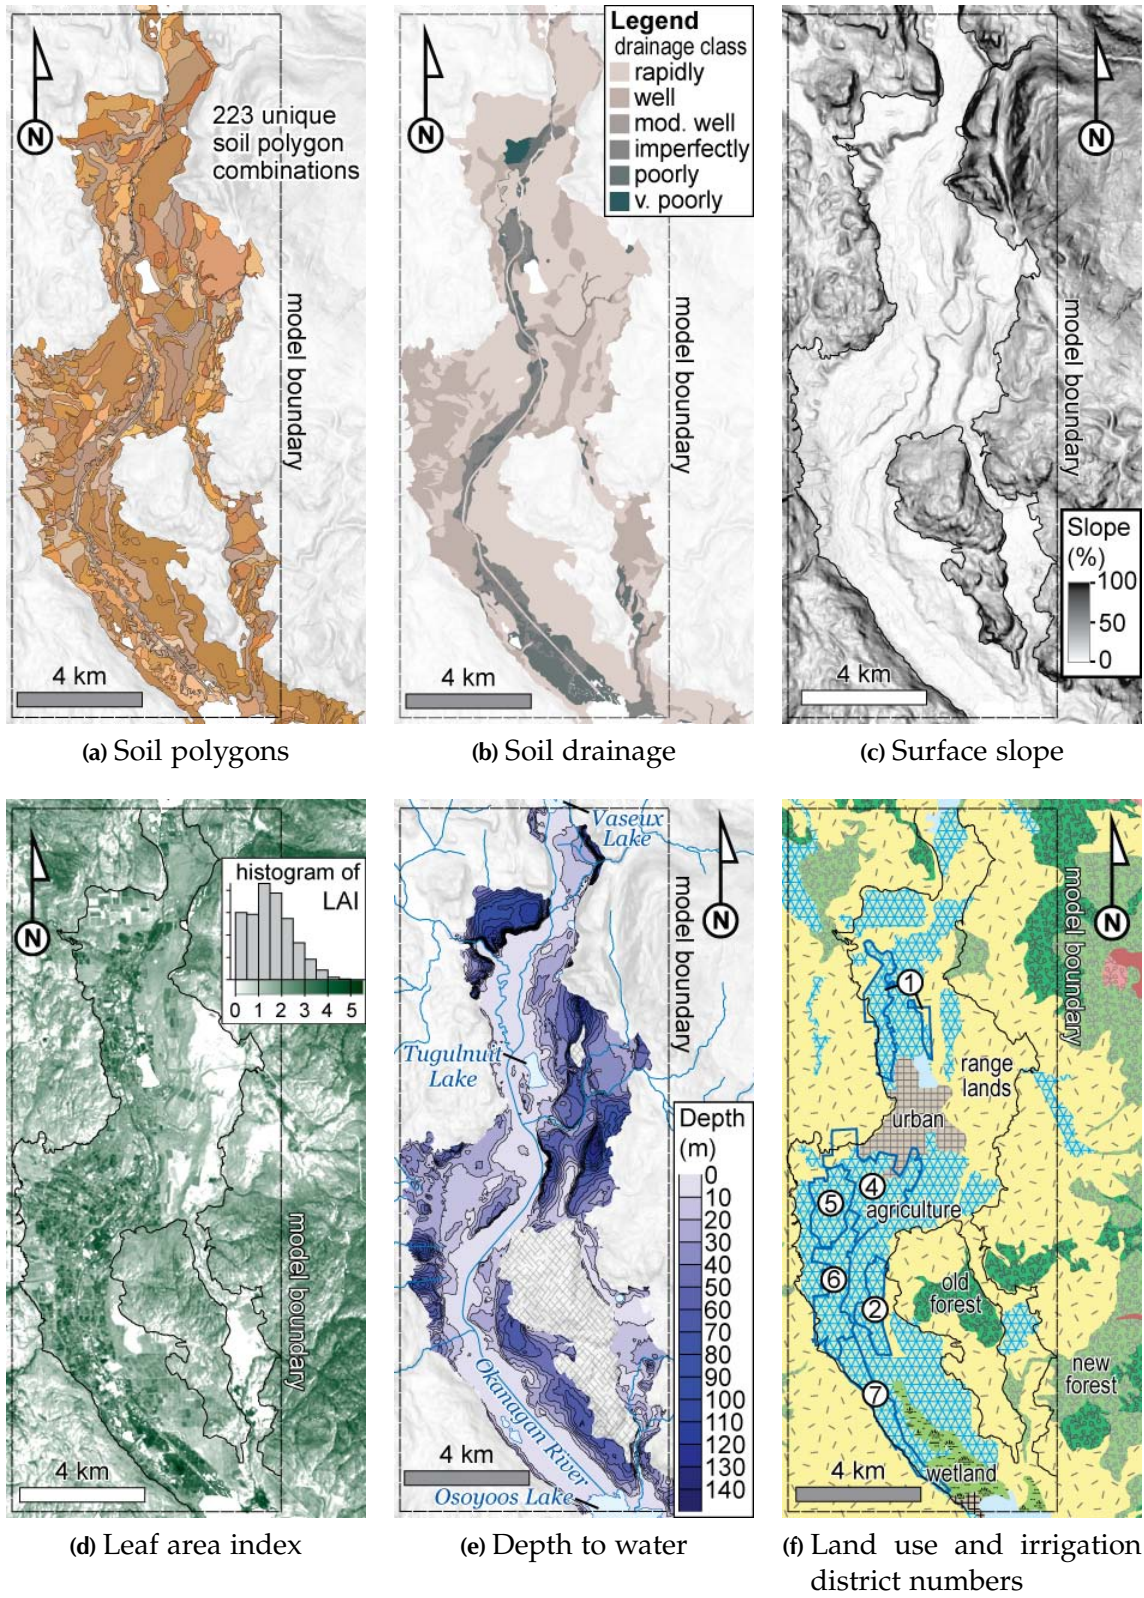 N
223 unique
soil polygon
combinations
model boundary
4 km
(a) Soil polygons
Legend
drainage class
rapidly
well
mod. well
imperfectly
poorly
v. poorly
N
model boundary
4 km
(b) Soil drainage
N
model boundary
Slope
(%)
100
50
0
4 km
(c) Surface slope
N
histogram of
LAI
0 1 2 3 4 5
model boundary
4 km
(d) Leaf area index
Vaseux
Lake
N
model boundary
Tugulnuit
Lake
Depth
(m)
0
10
20
30
40
50
60
70
80
90
100
110
120
130
140
Okanagan River
4 km
Osoyoos Lake
(e) Depth to water
N
model boundary
1
range
lands
urban
4
5
agriculture
6
2
old
forest
new
forest
7
4 km
wetland
(f) Land use and irrigation
district numbers